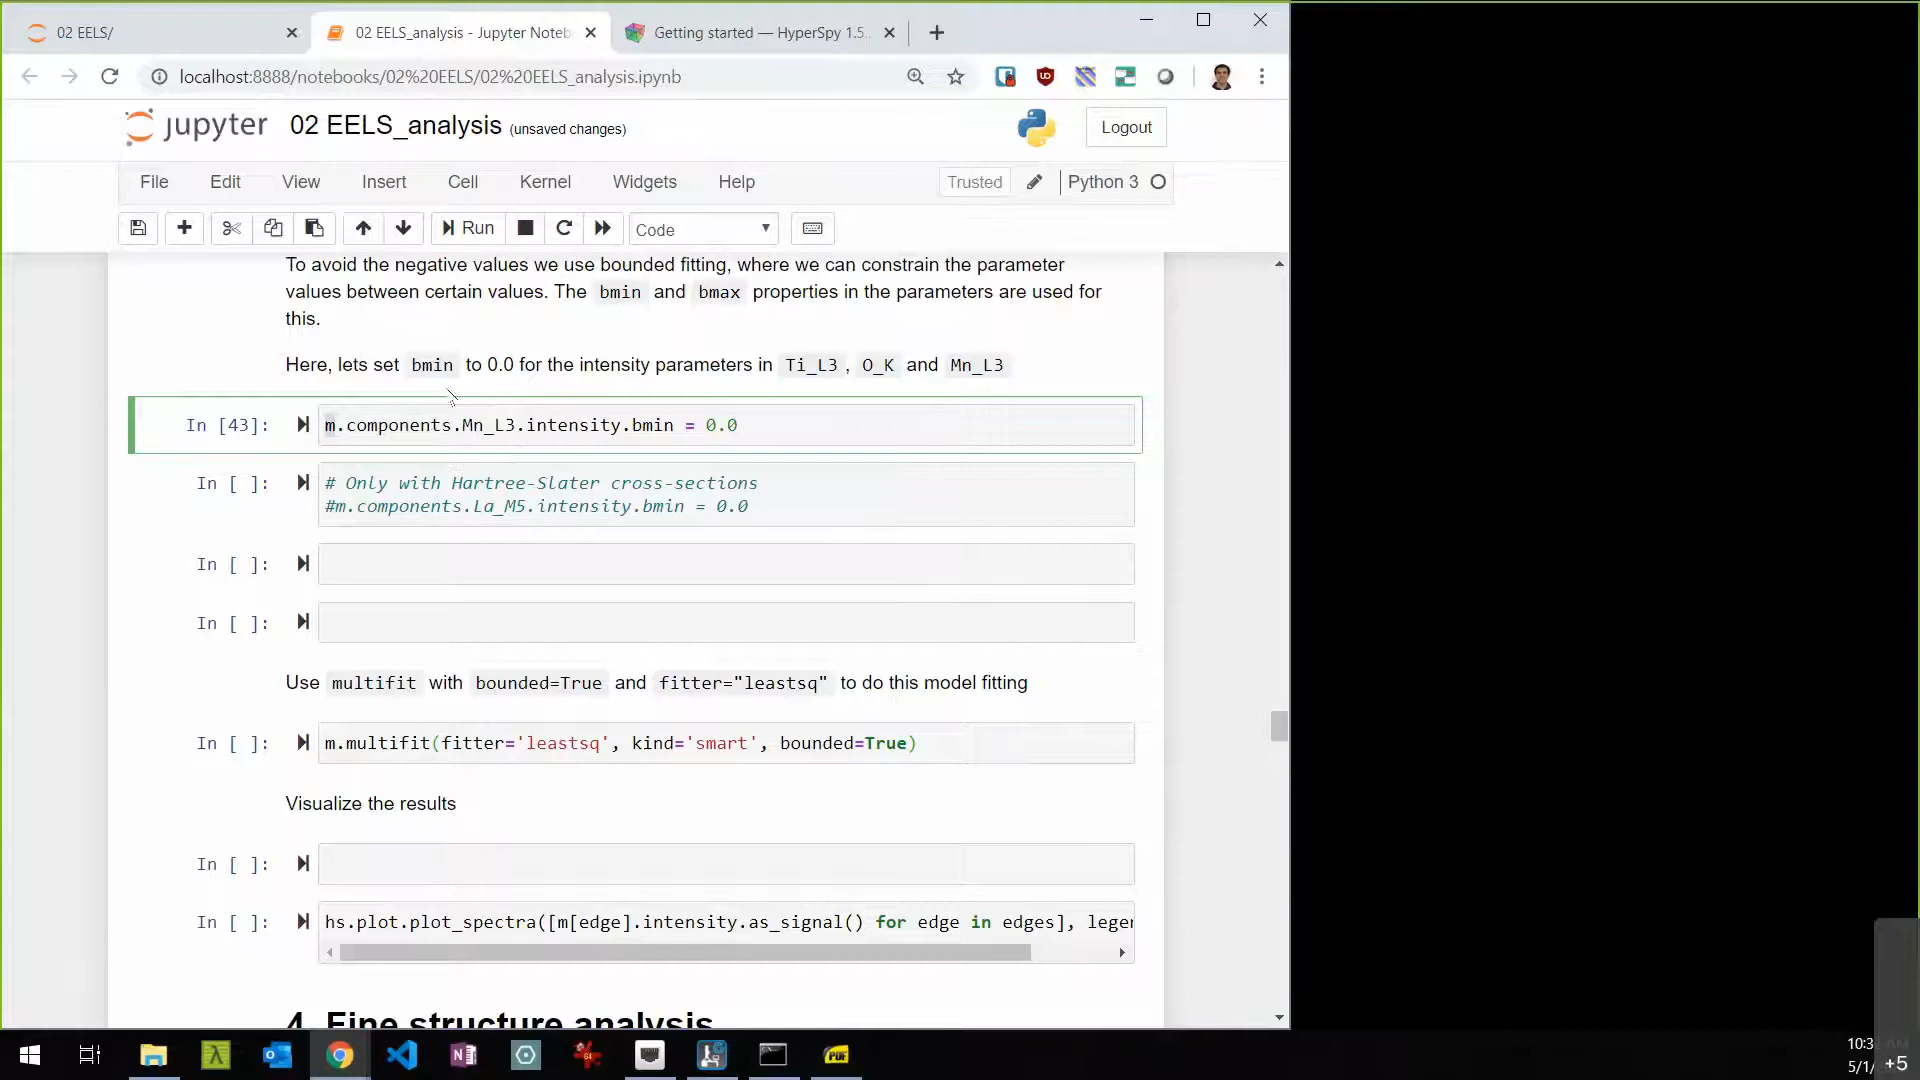 02 EELS/
02 EELS_analysis - Jupyter Noteb
Getting started — HyperSpy 1.5..
localhost:8888/notebooks/02%20EELS/02%20EELS_analysis.ipynb
jupyter 02 EELS_analysis (unsaved changes)
Logout
File Edit View Insert Cell Kernel Widgets Help
Trusted Python 3
Run Code
To avoid the negative values we use bounded fitting, where we can constrain the parameter
values between certain values. The bmin and bmax properties in the parameters are used for
this.
Here, lets set bmin to 0.0 for the intensity parameters in Ti_L3 , O_K and Mn_L3
In [43]: m.components.Mn_L3.intensity.bmin = 0.0
In [ ]: # Only with Hartree-Slater cross-sections
#m.components.La_M5.intensity.bmin = 0.0
In [ ]:
In [ ]:
Use multifit with bounded=True and fitter="leastsq" to do this model fitting
In [ ]: m.multifit(fitter='leastsq', kind='smart', bounded=True)
Visualize the results
In [ ]:
In [ ]: hs.plot.plot_spectra([m[edge].intensity.as_signal() for edge in edges], leger
4. Fine structure analysis
10:3
5/1/
+5